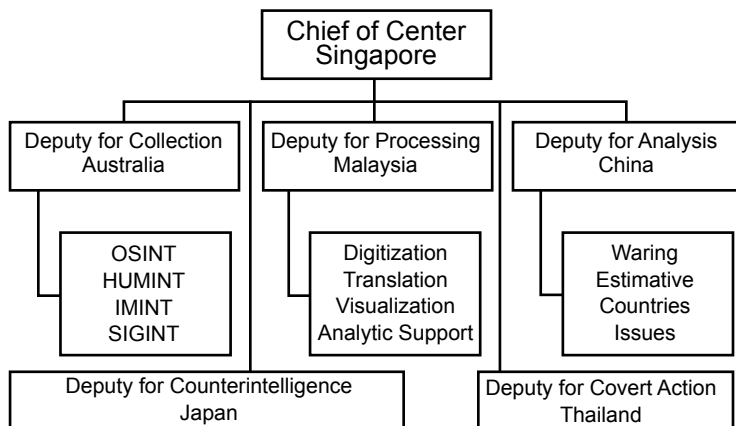 Chief of Center
Singapore
Deputy for Collection
Australia
Deputy for Processing
Malaysia
Deputy for Analysis
China
OSINT
HUMINT
IMINT
SIGINT
Digitization
Translation
Visualization
Analytic Support
Waring
Estimative
Countries
Issues
Deputy for Counterintelligence
Japan
Deputy for Covert Action
Thailand